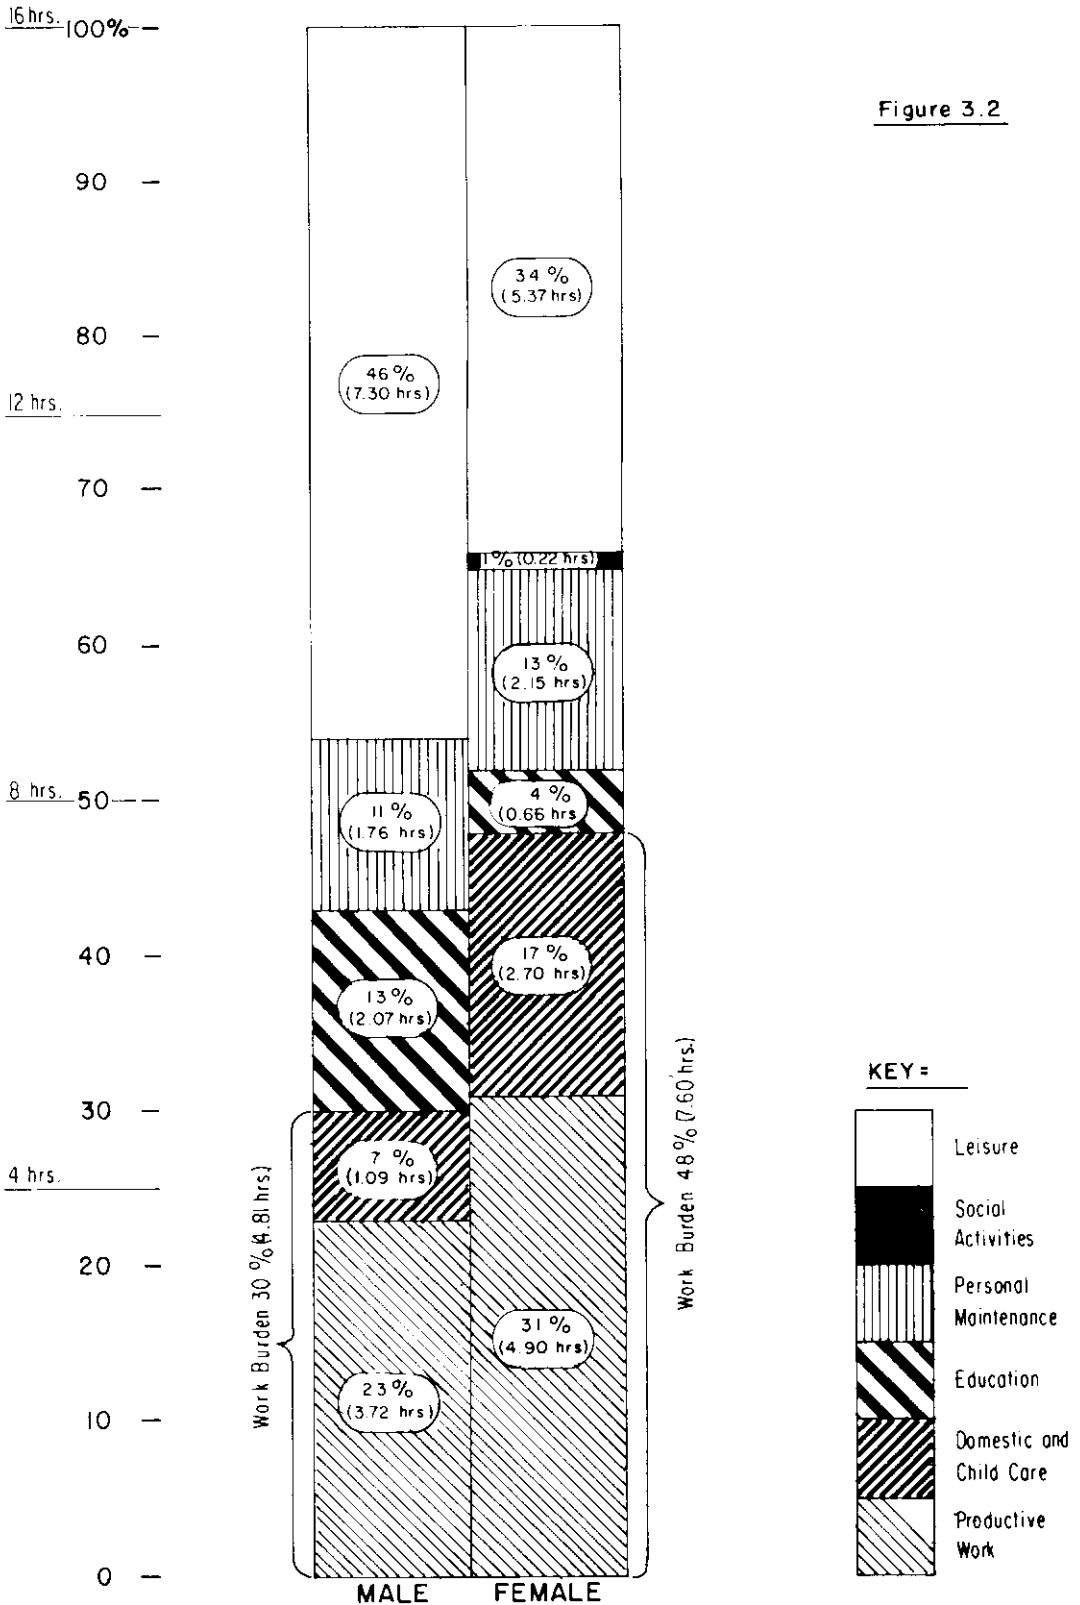 16 hrs.
100%
Figure 3.2
90
34 %
(5.37 hrs)
80
46 %
(7.30 hrs)
12 hrs.
70
1% (0.22 hrs)
60
13 %
(2.15 hrs)
8 hrs.
50
11 %
(1.76 hrs)
4 %
(0.66 hrs
40
17 %
(2.70 hrs)
13 %
(2.07 hrs)
30
7 %
(1.09 hrs)
4 hrs.
Work Burden 30 % (4.81 hrs)
Work Burden 48% (7.60 hrs.)
20
31 %
(4.90 hrs)
23 %
(3.72 hrs)
10
0
MALE
FEMALE
KEY =
Leisure
Social
Activities
Personal
Maintenance
Education
Domestic and
Child Care
Productive
Work